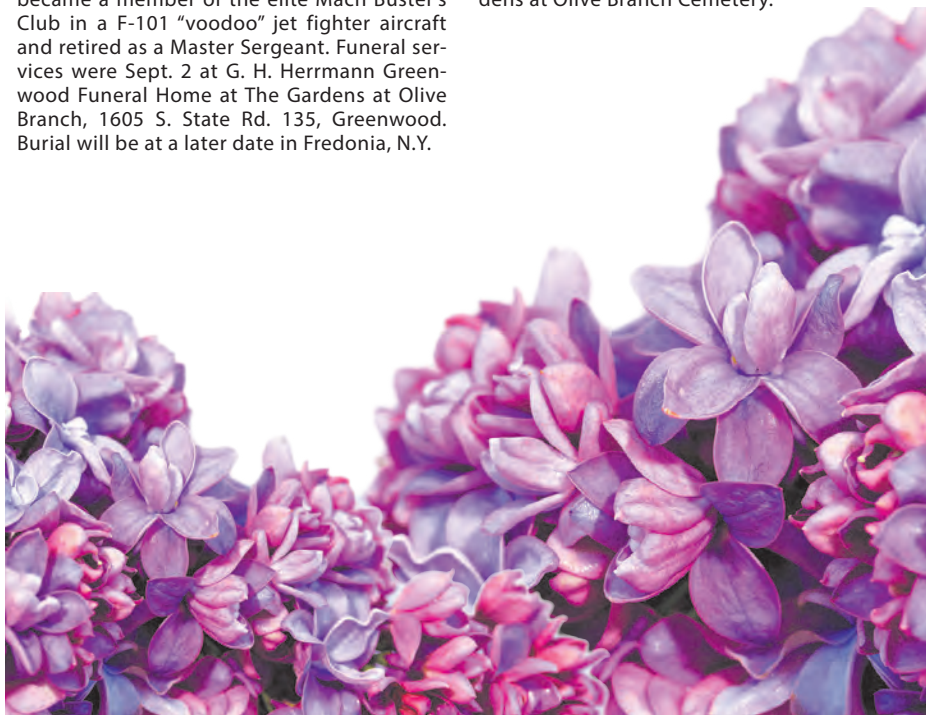 became a member of the elite Mach Buster's
Club in a F-101 “voodoo” jet fighter aircraft
and retired as a Master Sergeant. Funeral ser-
vices were Sept. 2 at G. H. Herrmann Green-
wood Funeral Home at The Gardens at Olive
Branch, 1605 S. State Rd. 135, Greenwood.
Burial will be at a later date in Fredonia, N.Y.
dens at Olive Branch Cemetery.